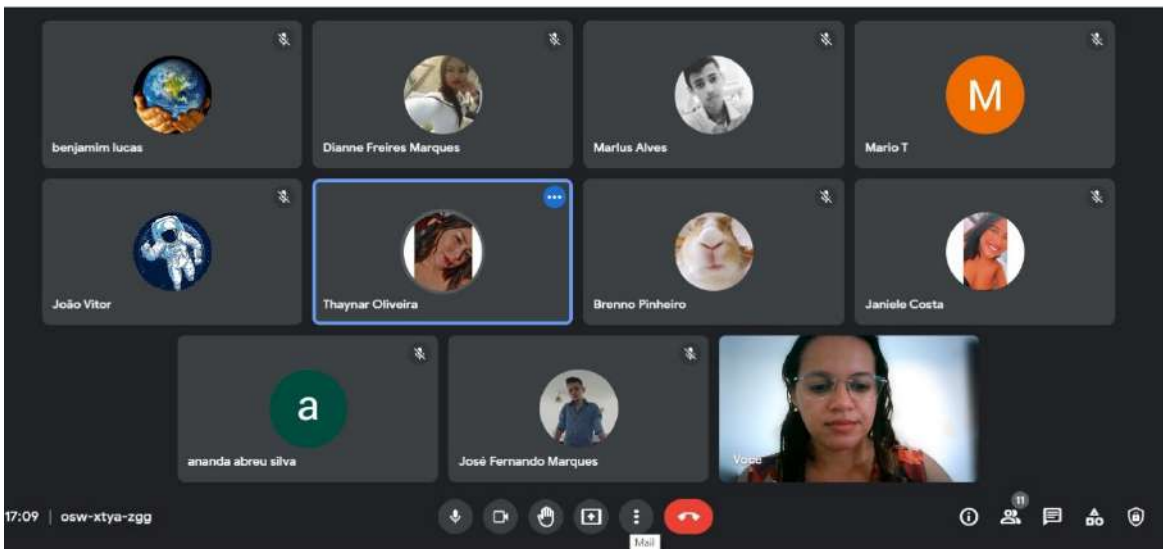 benjamim lucas
Dianne Freires Marques
Marlus Alves
M
Mario T
João Vitor
Thaynar Oliveira
Brenno Pinheiro
Janiele Costa
a
ananda abreu silva
José Fernando Marques
Você
17:09 | osw-xtya-zgg
11
Mail